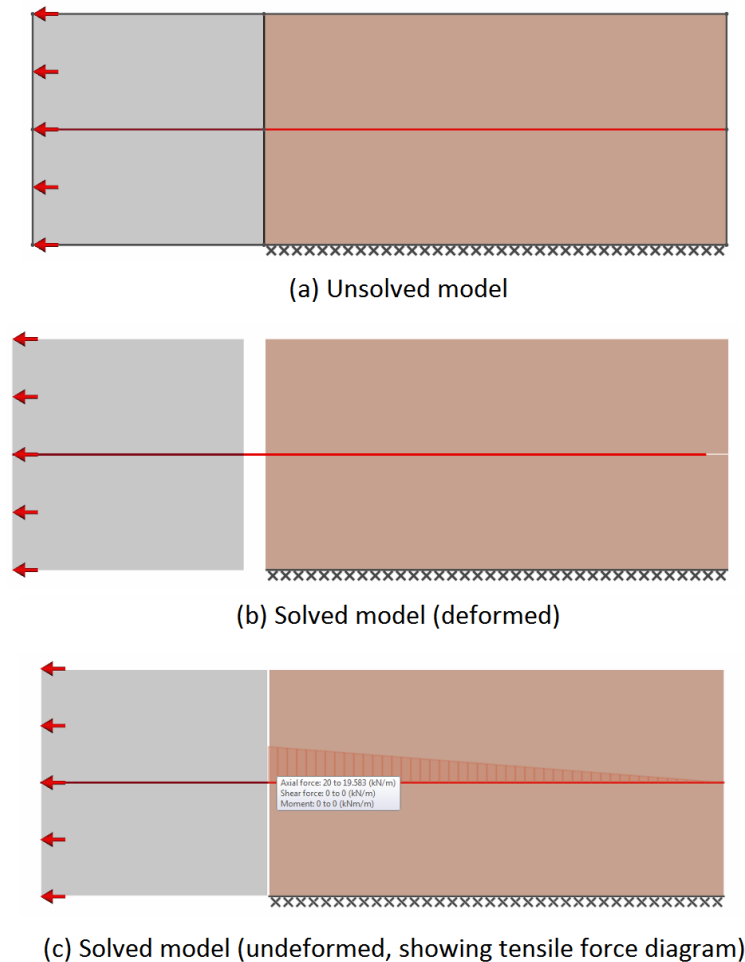 (a) Unsolved model
(b) Solved model (deformed)
Axial force: 20 to 19.583 (kN/m)
Shear force: 0 to 0 (kN/m)
Moment: 0 to 0 (kNm/m)
(c) Solved model (undeformed, showing tensile force diagram)